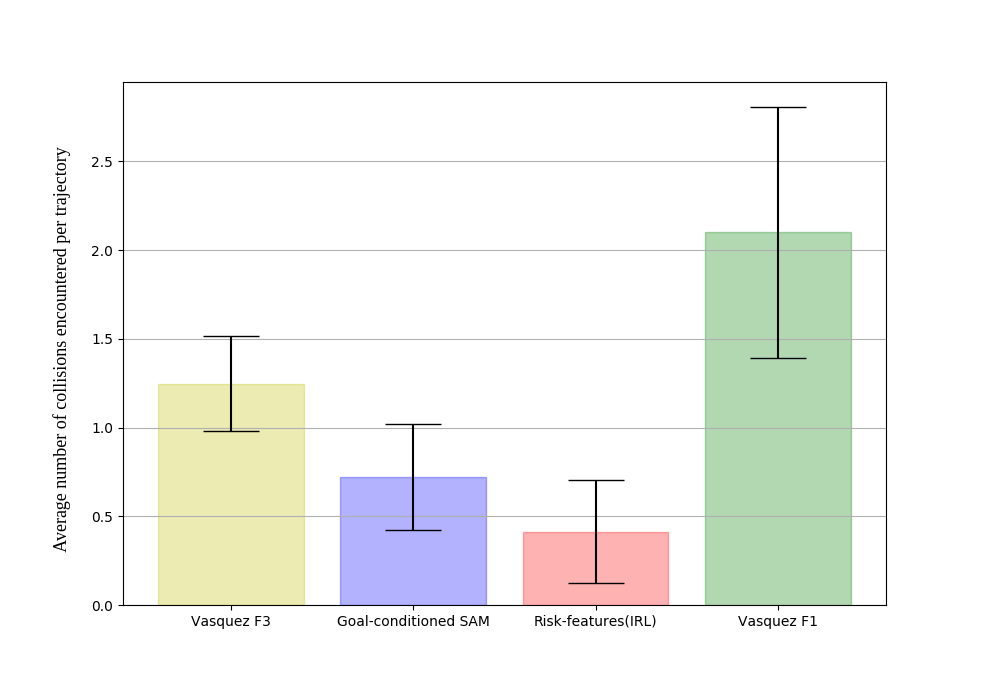 Average number of collisions encountered per trajectory
2.5
2.0
1.5
1.0
0.5
0.0
Vasquez F3
Goal-conditioned SAM
Risk-features(IRL)
Vasquez F1